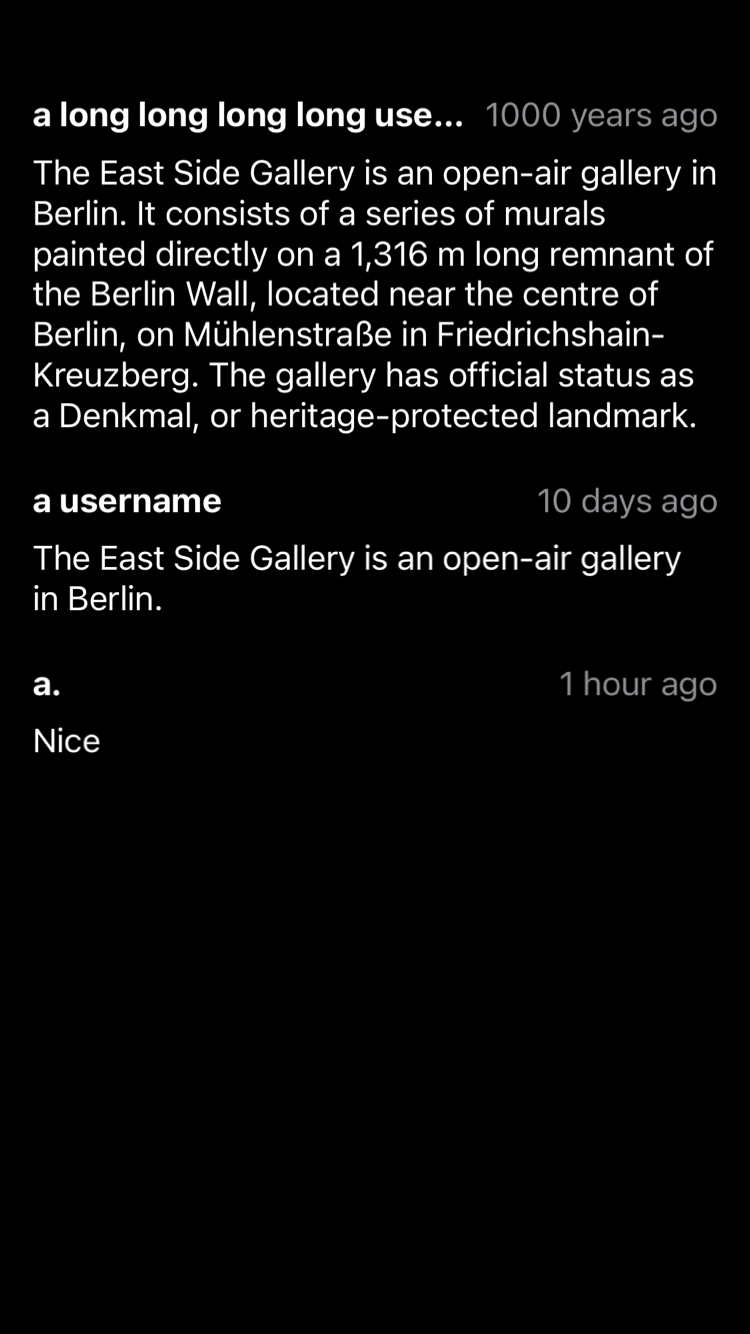 a long long long long use... 1000 years ago
The East Side Gallery is an open-air gallery in
Berlin. It consists of a series of murals
painted directly on a 1,316 m long remnant of
the Berlin Wall, located near the centre of
Berlin, on Mühlenstraße in Friedrichshain-
Kreuzberg. The gallery has official status as
a Denkmal, or heritage-protected landmark.
a username 10 days ago
The East Side Gallery is an open-air gallery
in Berlin.
a. 1 hour ago
Nice